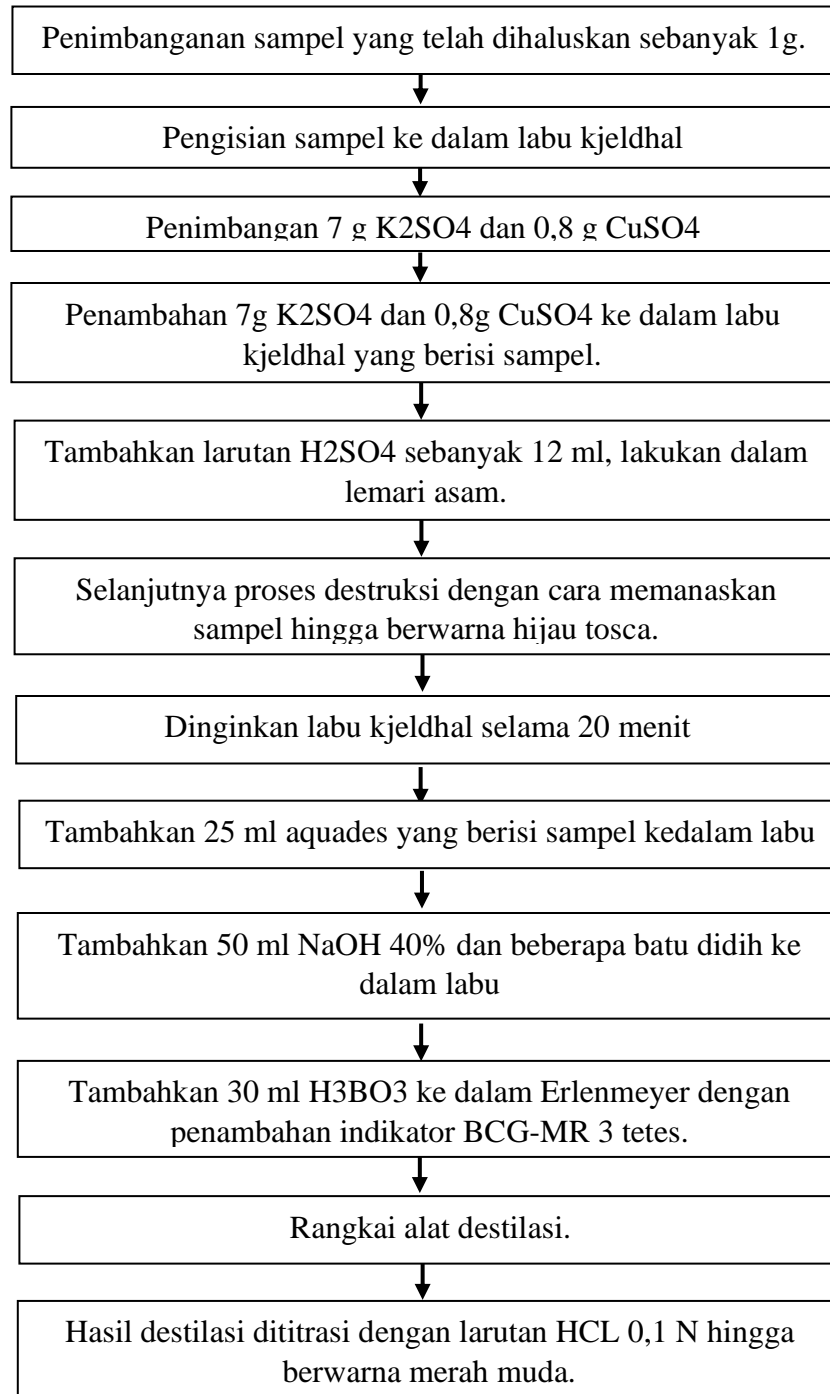 Penimbanganan sampel yang telah dihaluskan sebanyak 1g.
Pengisian sampel ke dalam labu kjeldhal
Penimbangan 7 g K2SO4 dan 0,8 g CuSO4
Penambahan 7g K2SO4 dan 0,8g CuSO4 ke dalam labu
kjeldhal yang berisi sampel.
Tambahkan larutan H2SO4 sebanyak 12 ml, lakukan dalam
lemari asam.
Selanjutnya proses destruksi dengan cara memanaskan
sampel hingga berwarna hijau tosca.
Dinginkan labu kjeldhal selama 20 menit
Tambahkan 25 ml aquades yang berisi sampel kedalam labu
Tambahkan 50 ml NaOH 40% dan beberapa batu didih ke
dalam labu
Tambahkan 30 ml H3BO3 ke dalam Erlenmeyer dengan
penambahan indikator BCG-MR 3 tetes.
Rangkai alat destilasi.
Hasil destilasi dititrasi dengan larutan HCL 0,1 N hingga
berwarna merah muda.